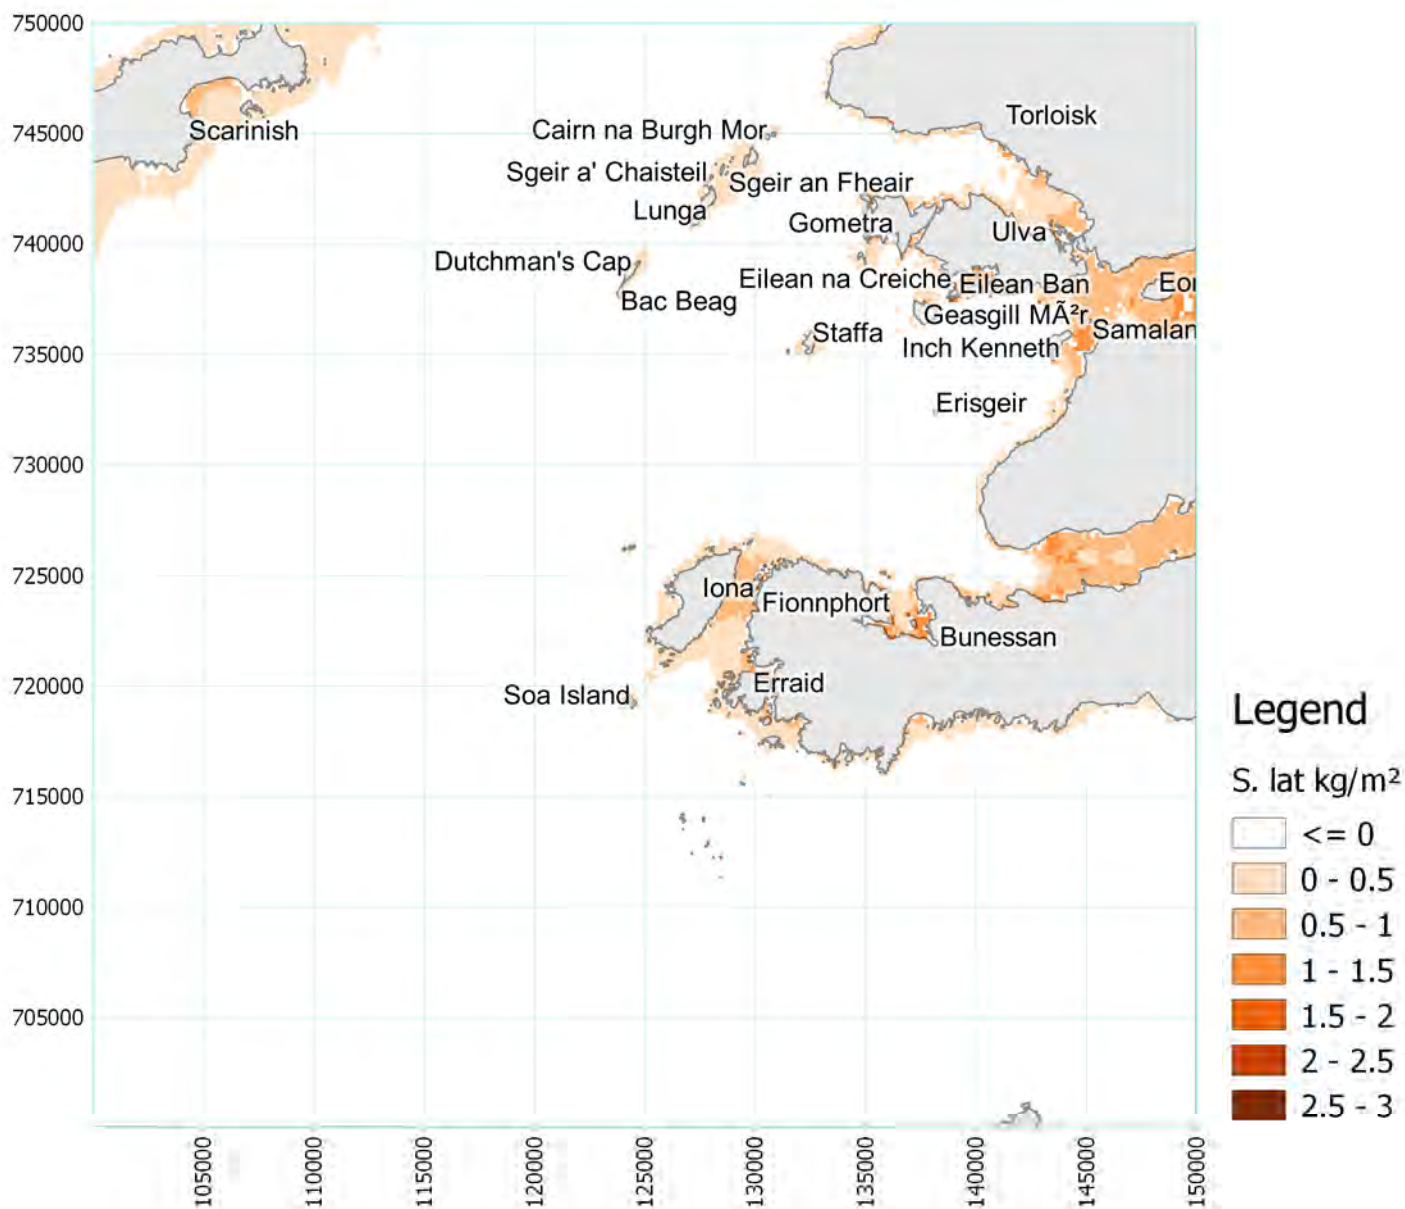 750000
745000
740000
735000
730000
725000
720000
715000
710000
705000
Torloisk
Scarinish
Cairn na Burgh Mor
Sgeir a' Chaisteil
Sgeir an Fheair
Lunga
Gometra
Ulva
Dutchman's Cap
Eilean na Creiche
Eilean Ban
Eor
Bac Beag
Geasgill MÃ²r
Staffa
Samalan
Inch Kenneth
Erisgeir
Iona
Fionnphort
Bunessan
Erraid
Soa Island
105000
110000
115000
120000
125000
130000
135000
140000
145000
150000
Legend
S. lat kg/m²
<= 0
0 - 0.5
0.5 - 1
1 - 1.5
1.5 - 2
2 - 2.5
2.5 - 3